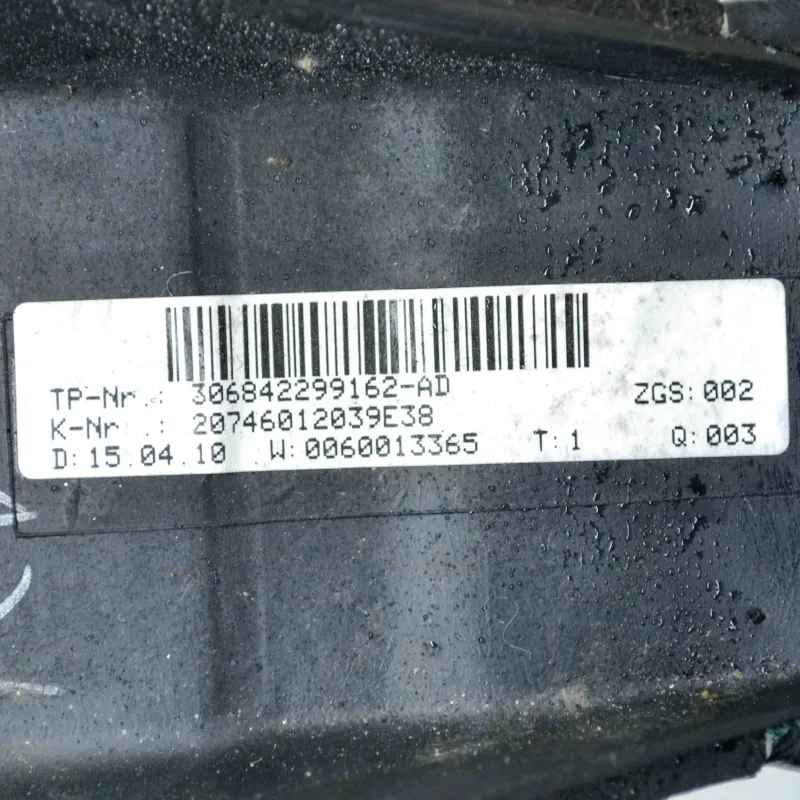 TP-Nr.: 306842299162-AD ZGS:002
K-Nr .: 20746012039E38
D:15.04.10 W:0060013365 T:1 Q:003